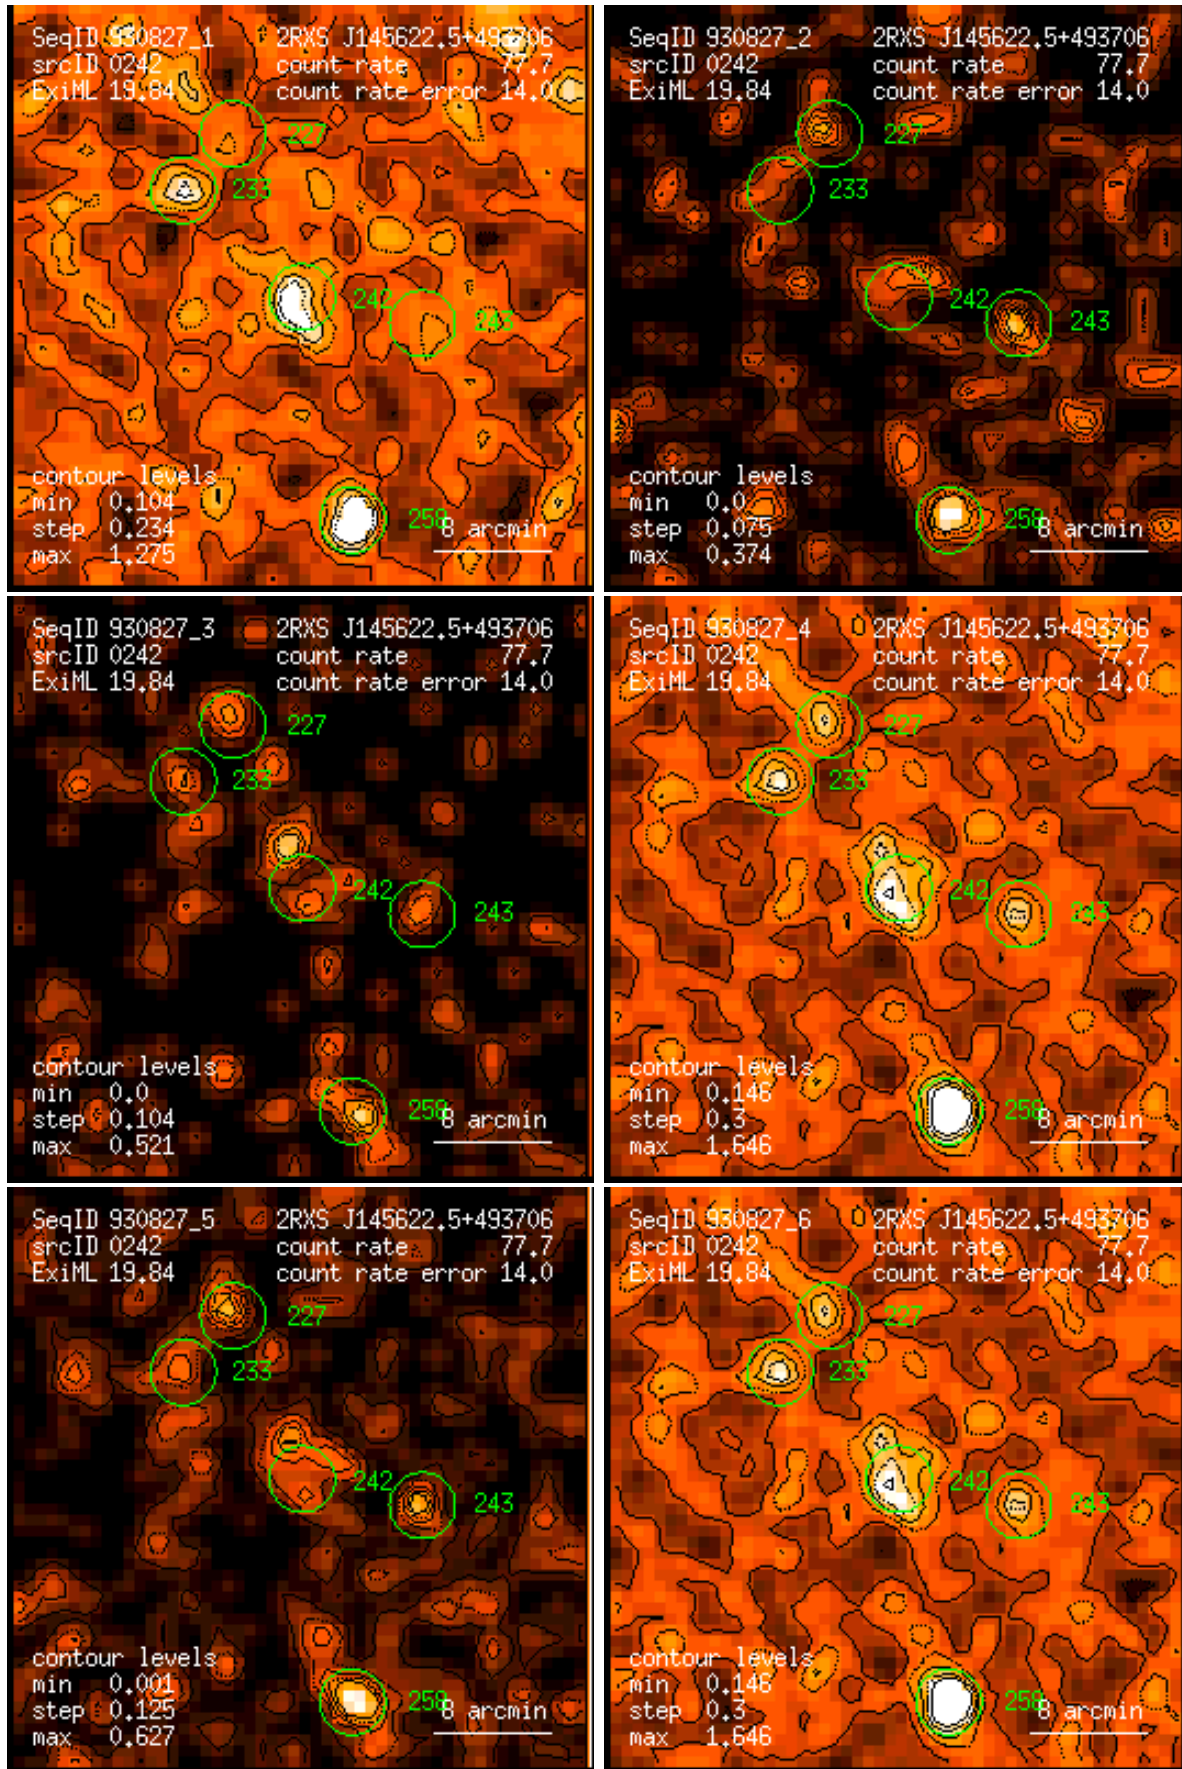 SeqID 930827_1 2RXS J145622.5+493706
srcID 0242 count rate 77.7
ExiML 19.84 count rate error 14.0
227
233
242
243
contour levels
min 0.104
258
step 0.234 8 arcmin
max 1.275
SeqID 930827_2 2RXS J145622.5+493706
srcID 0242 count rate 77.7
ExiML 19.84 count rate error 14.0
227
233
242
243
contour levels
min 0.0
258
step 0.075 8 arcmin
max 0.374
SeqID 930827_3 2RXS J145622.5+493706
srcID 0242 count rate 77.7
ExiML 19.84 count rate error 14.0
227
233
242
243
contour levels
min 0.0
258
step 0.104 8 arcmin
max 0.521
SeqID 930827_4 2RXS J145622.5+493706
srcID 0242 count rate 77.7
ExiML 19.84 count rate error 14.0
227
233
242
243
contour levels
min 0.146
258
step 0.3 8 arcmin
max 1.646
SeqID 930827_5 2RXS J145622.5+493706
srcID 0242 count rate 77.7
ExiML 19.84 count rate error 14.0
227
233
242
243
contour levels
min 0.001
258
step 0.125 8 arcmin
max 0.627
SeqID 930827_6 2RXS J145622.5+493706
srcID 0242 count rate 77.7
ExiML 19.84 count rate error 14.0
227
233
242
243
contour levels
min 0.146
258
step 0.3 8 arcmin
max 1.646